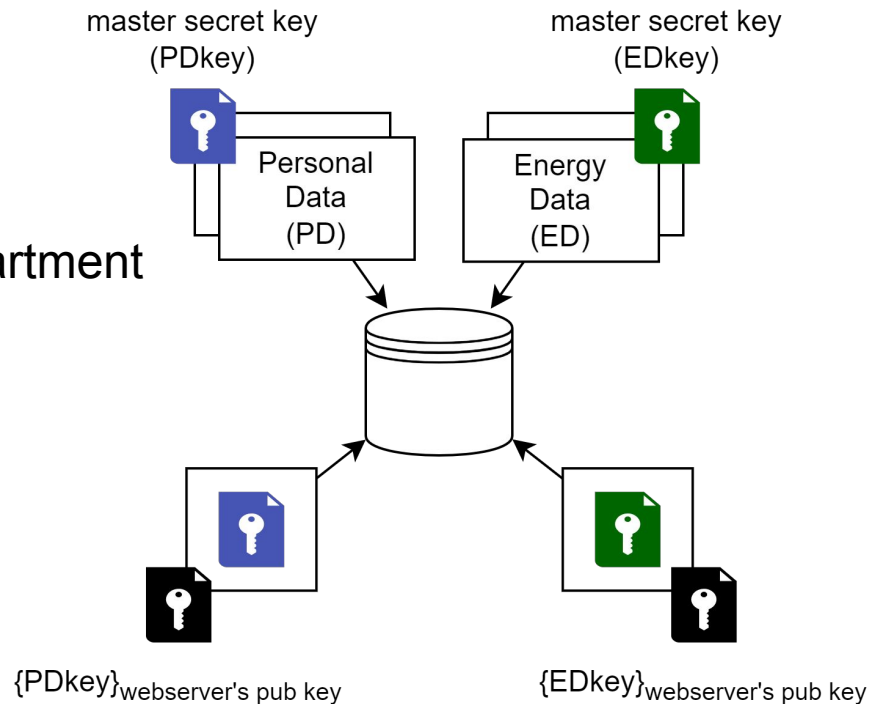 master secret key
(PDkey)
master secret key
(EDkey)
Personal
Data
(PD)
Energy
Data
(ED)
artment
{PDkey}webserver's pub key
{EDkey}webserver's pub key